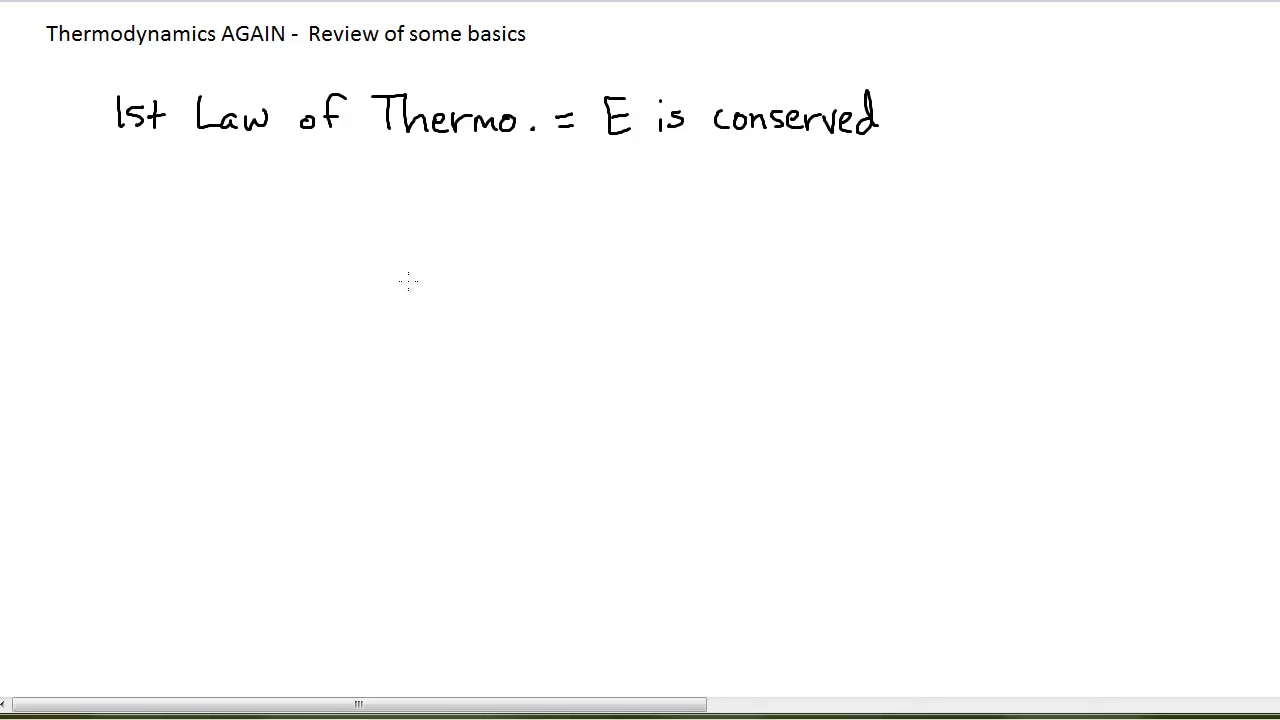 Thermodynamics AGAIN - Review of some basics
1st Law of Thermo. = E is conserved